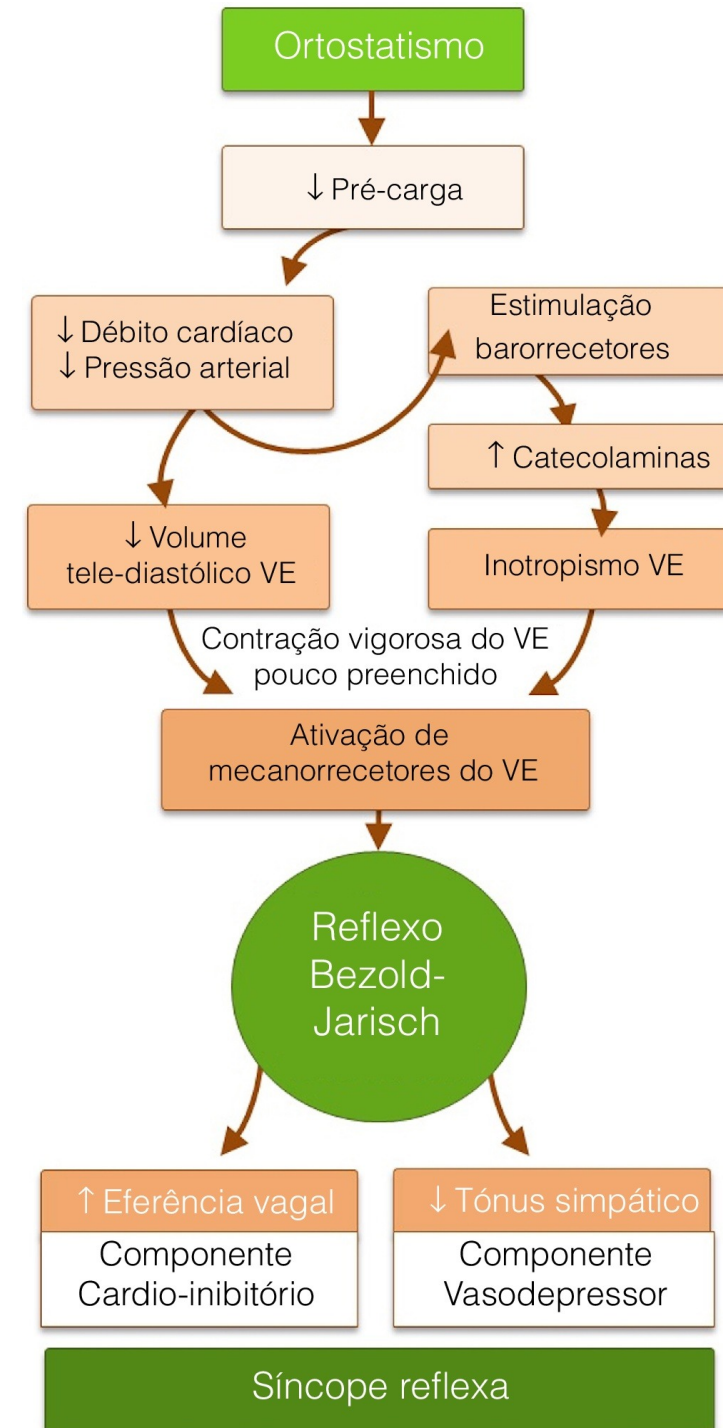 Ortostatismo
↓ Pré-carga
↓ Débito cardíaco
↓ Pressão arterial
Estimulação
barorrecetores
↑ Catecolaminas
↓ Volume
tele-diastólico VE
Inotropismo VE
Contração vigorosa do VE
pouco preenchido
Ativação de
mecanorrecetores do VE
Reflexo
Bezold-
Jarisch
↑ Eferência vagal
Componente
Cardio-inibitório
↓ Tónus simpático
Componente
Vasodepressor
Síncope reflexa